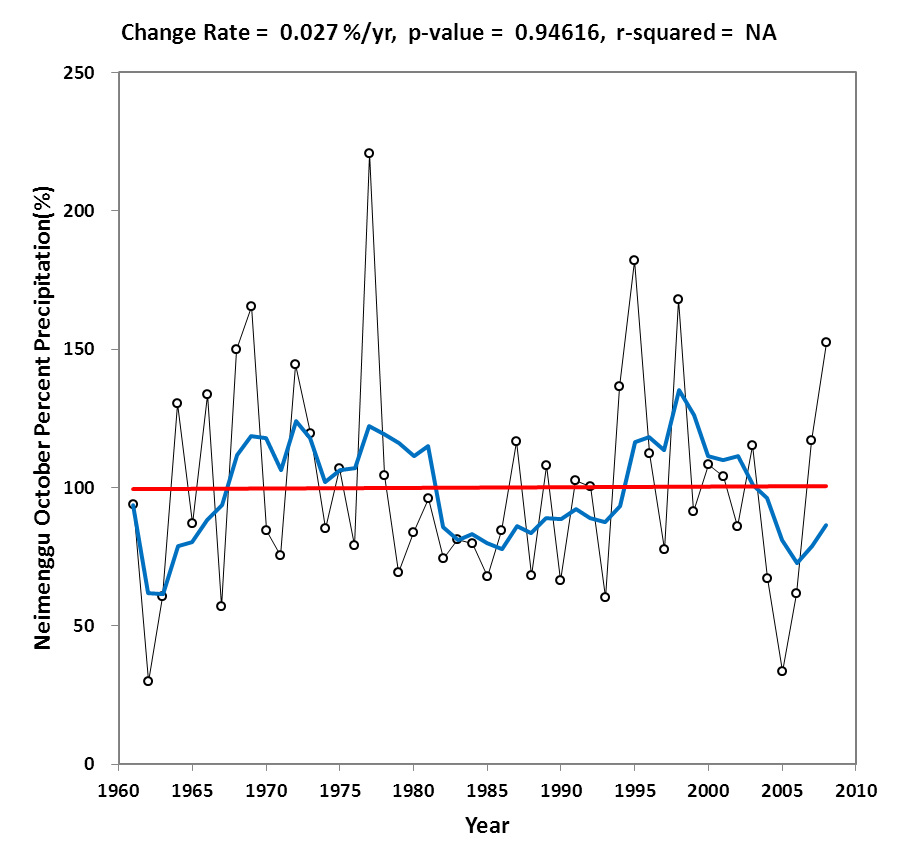 Change Rate = 0.027 %/yr, p-value = 0.94616, r-squared = NA
Neimenggu October Percent Precipitation(%)
250
200
150
100
50
0
1960 1965 1970 1975 1980 1985 1990 1995 2000 2005 2010
Year